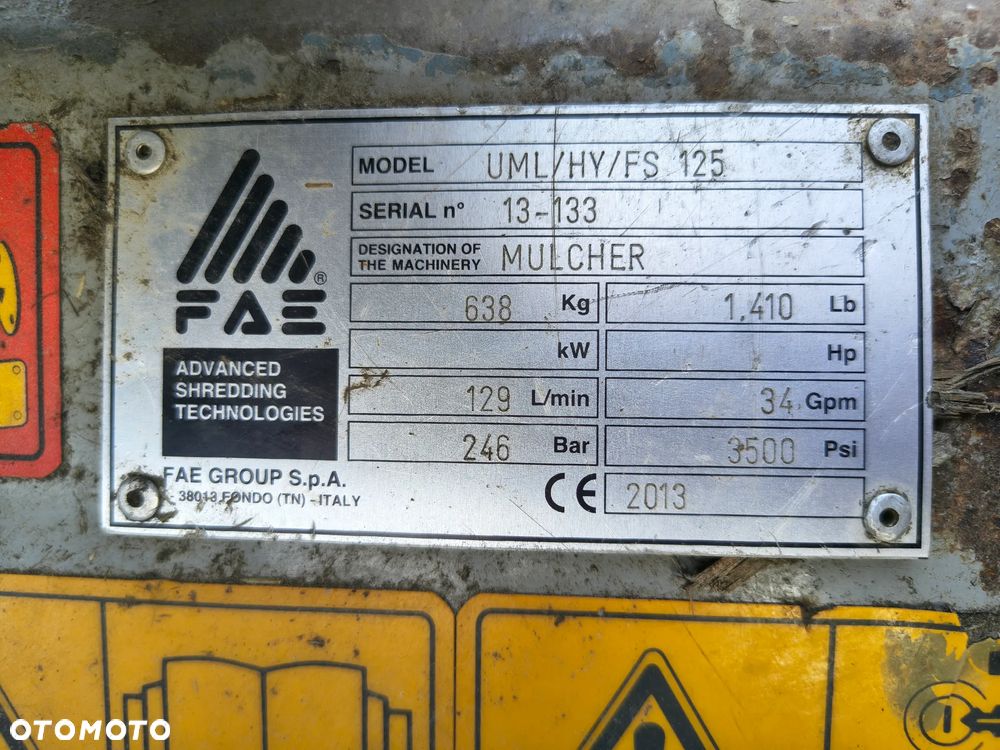 MODEL UML/HY/FS 125
SERIAL n° 13-133
DESIGNATION OF
THE MACHINERY MULCHER
638 Kg 1,410 Lb
kW Hp
129 L/min 34 Gpm
246 Bar 3500 Psi
CE 2013
®
FAE
ADVANCED
SHREDDING
TECHNOLOGIES
FAE GROUP S.p.A.
- 38013 FONDO (TN) - ITALY
OTOMOTO